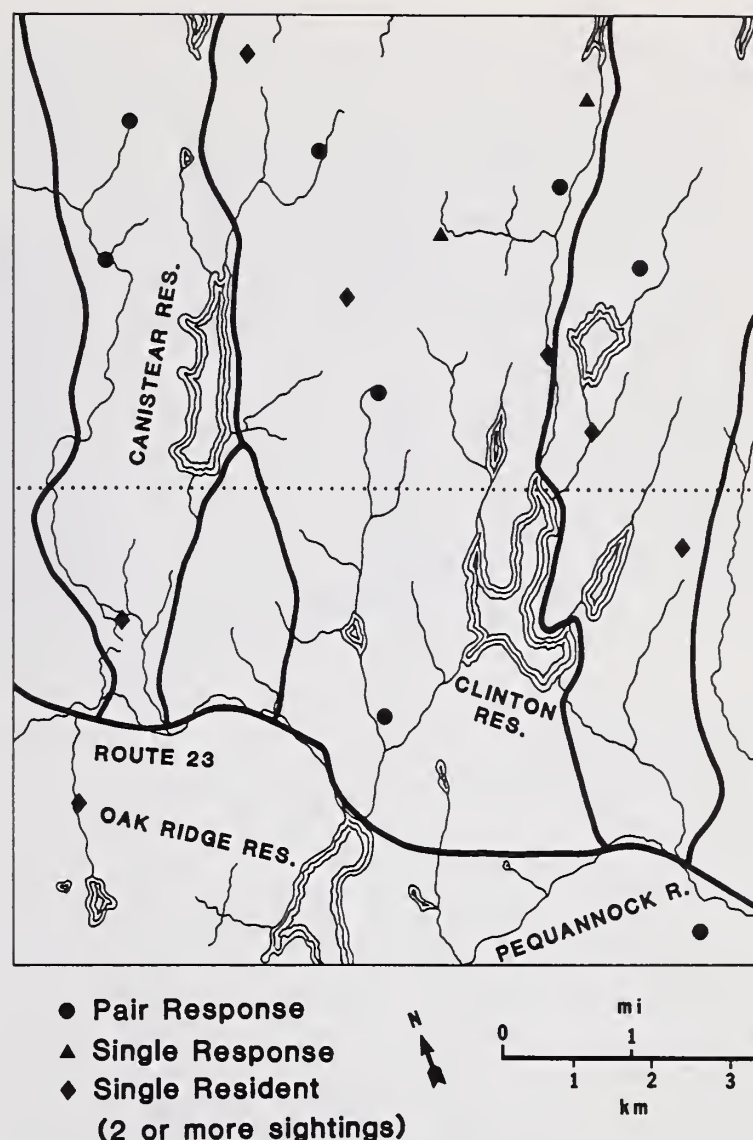 CANISTEAR RES.
CLINTON
RES.
ROUTE 23
OAK RIDGE RES.
PEQUANNOCK R.
Pair Response
Single Response
Single Resident
(2 or more sightings)
N
mi
0 1
1 2 3
km